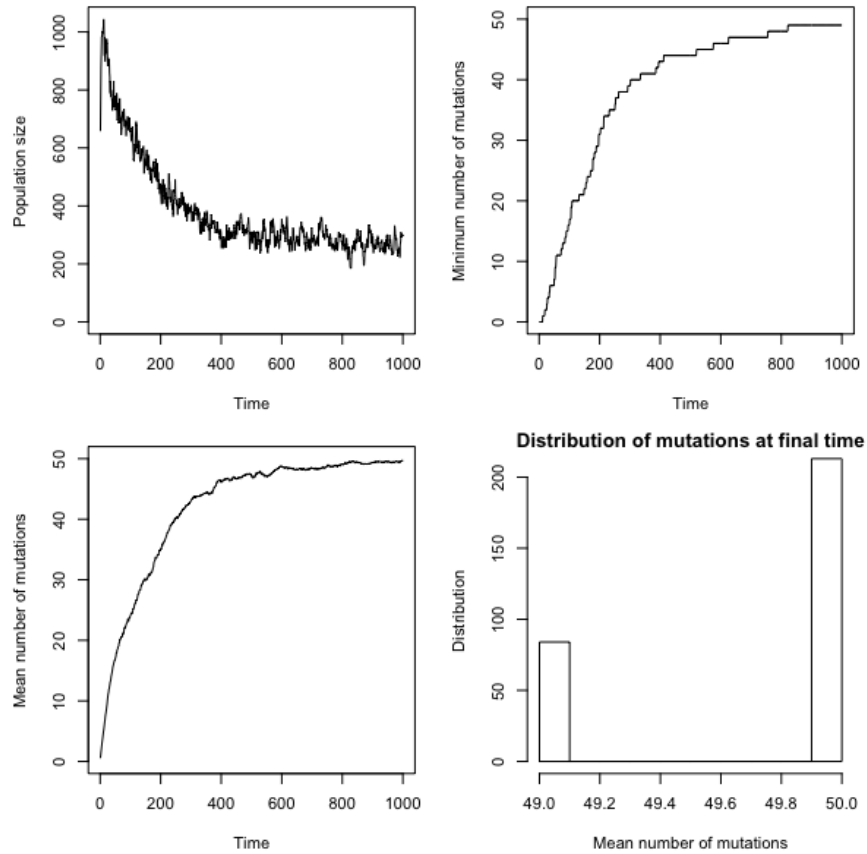 Population size
1000
800
600
400
200
0
0 200 400 600 800 1000
Time
Minimum number of mutations
50
40
30
20
10
0
0 200 400 600 800 1000
Time
Mean number of mutations
50
40
30
20
10
0
0 200 400 600 800 1000
Time
Distribution of mutations at final time
Distribution
200
150
100
50
0
49.0 49.2 49.4 49.6 49.8 50.0
Mean number of mutations